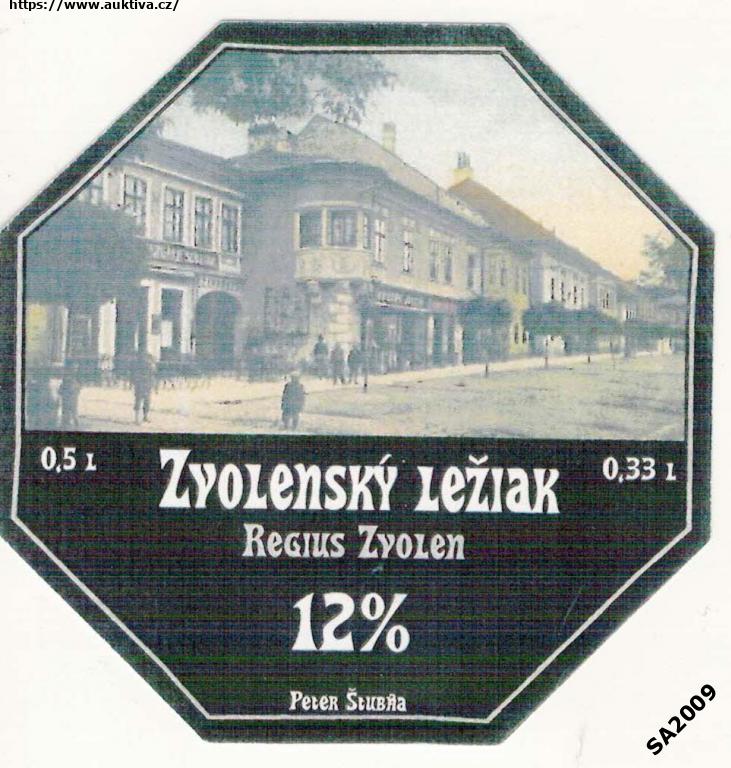 https://www.auktiva.cz/
0,5 L
Zvolenský ležiak
0,33 L
Regius Zvolen
12%
Peter Štubňa
SA2009